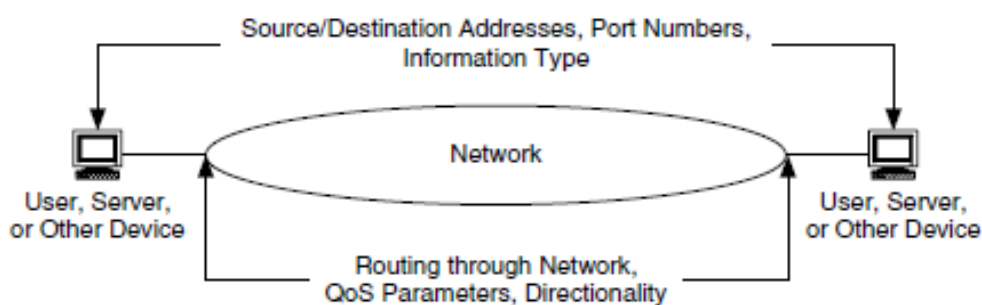 Source/Destination Addresses, Port Numbers,
Information Type
Network
User, Server,
or Other Device
User, Server,
or Other Device
Routing through Network,
QoS Parameters, Directionality